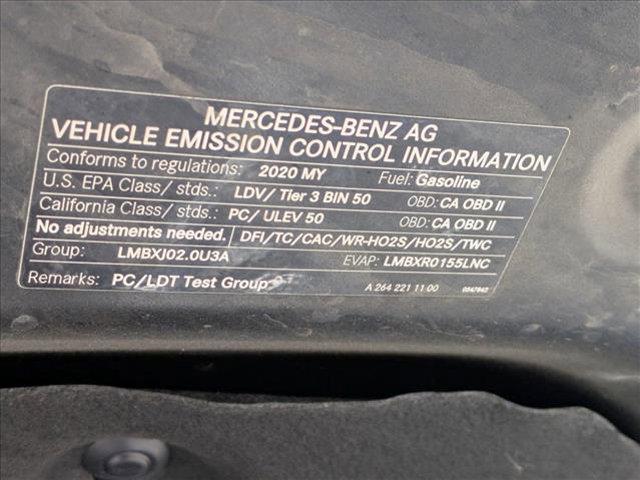 MERCEDES-BENZ AG
VEHICLE EMISSION CONTROL INFORMATION
Conforms to regulations: 2020 MY Fuel: Gasoline
U.S. EPA Class/ stds.: LDV/ Tier 3 BIN 50 OBD: CA OBD II
California Class/ stds.: PC/ ULEV 50 OBD: CA OBD II
No adjustments needed. DFI/TC/CAC/WR-HO2S/HO2S/TWC
Group: LMBXJ02.0U3A EVAP: LMBXR0155LNC
Remarks: PC/LDT Test Group A 264 221 11 00